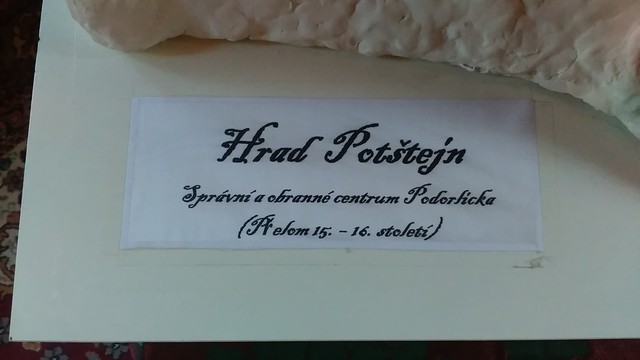 Hrad Potštejn
Správní a obranné centrum Podorlicka
(Přelom 15. - 16. století)